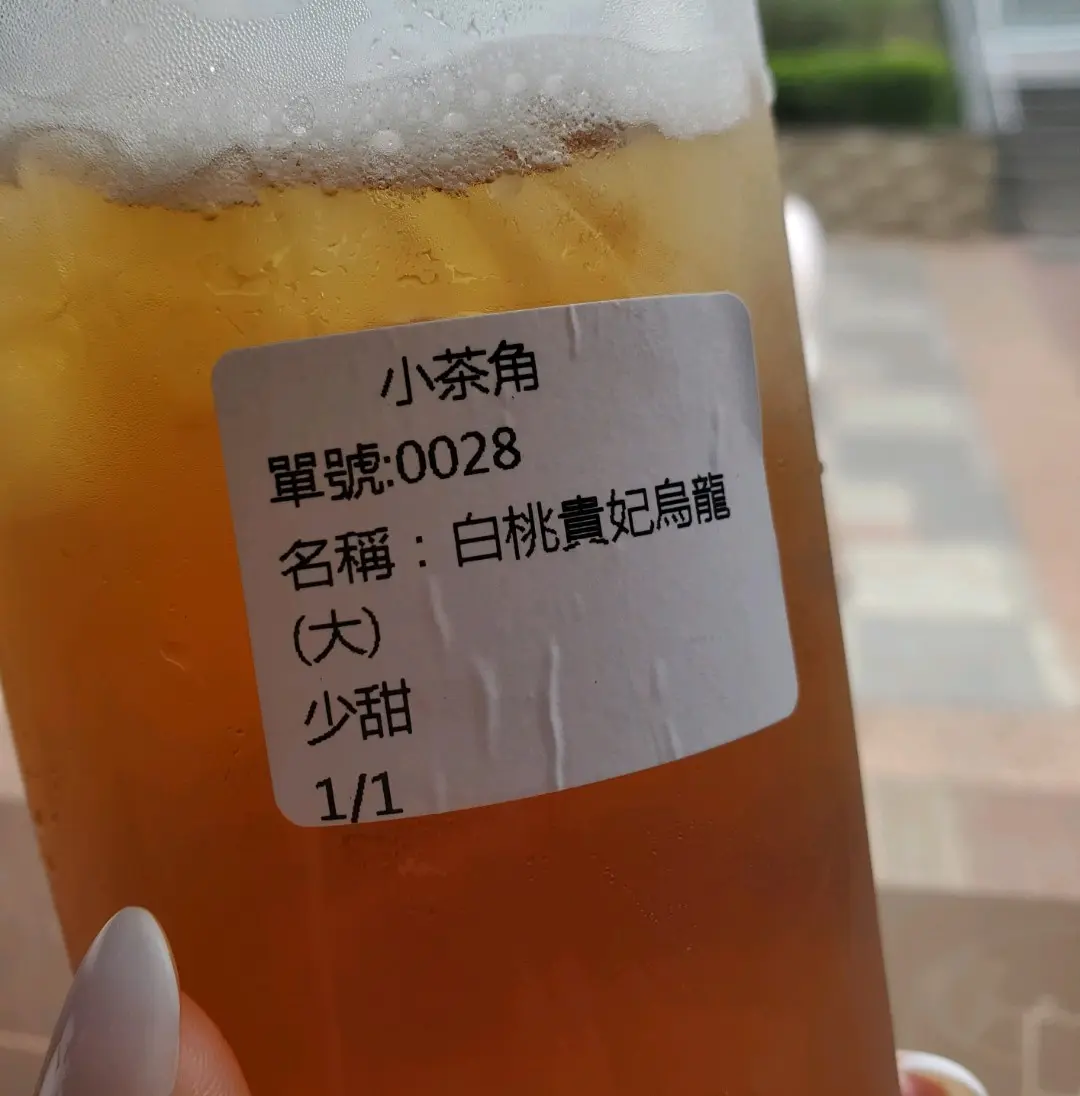 小茶角
單號:0028
名稱：白桃貴妃烏龍
(大)
少甜
1/1